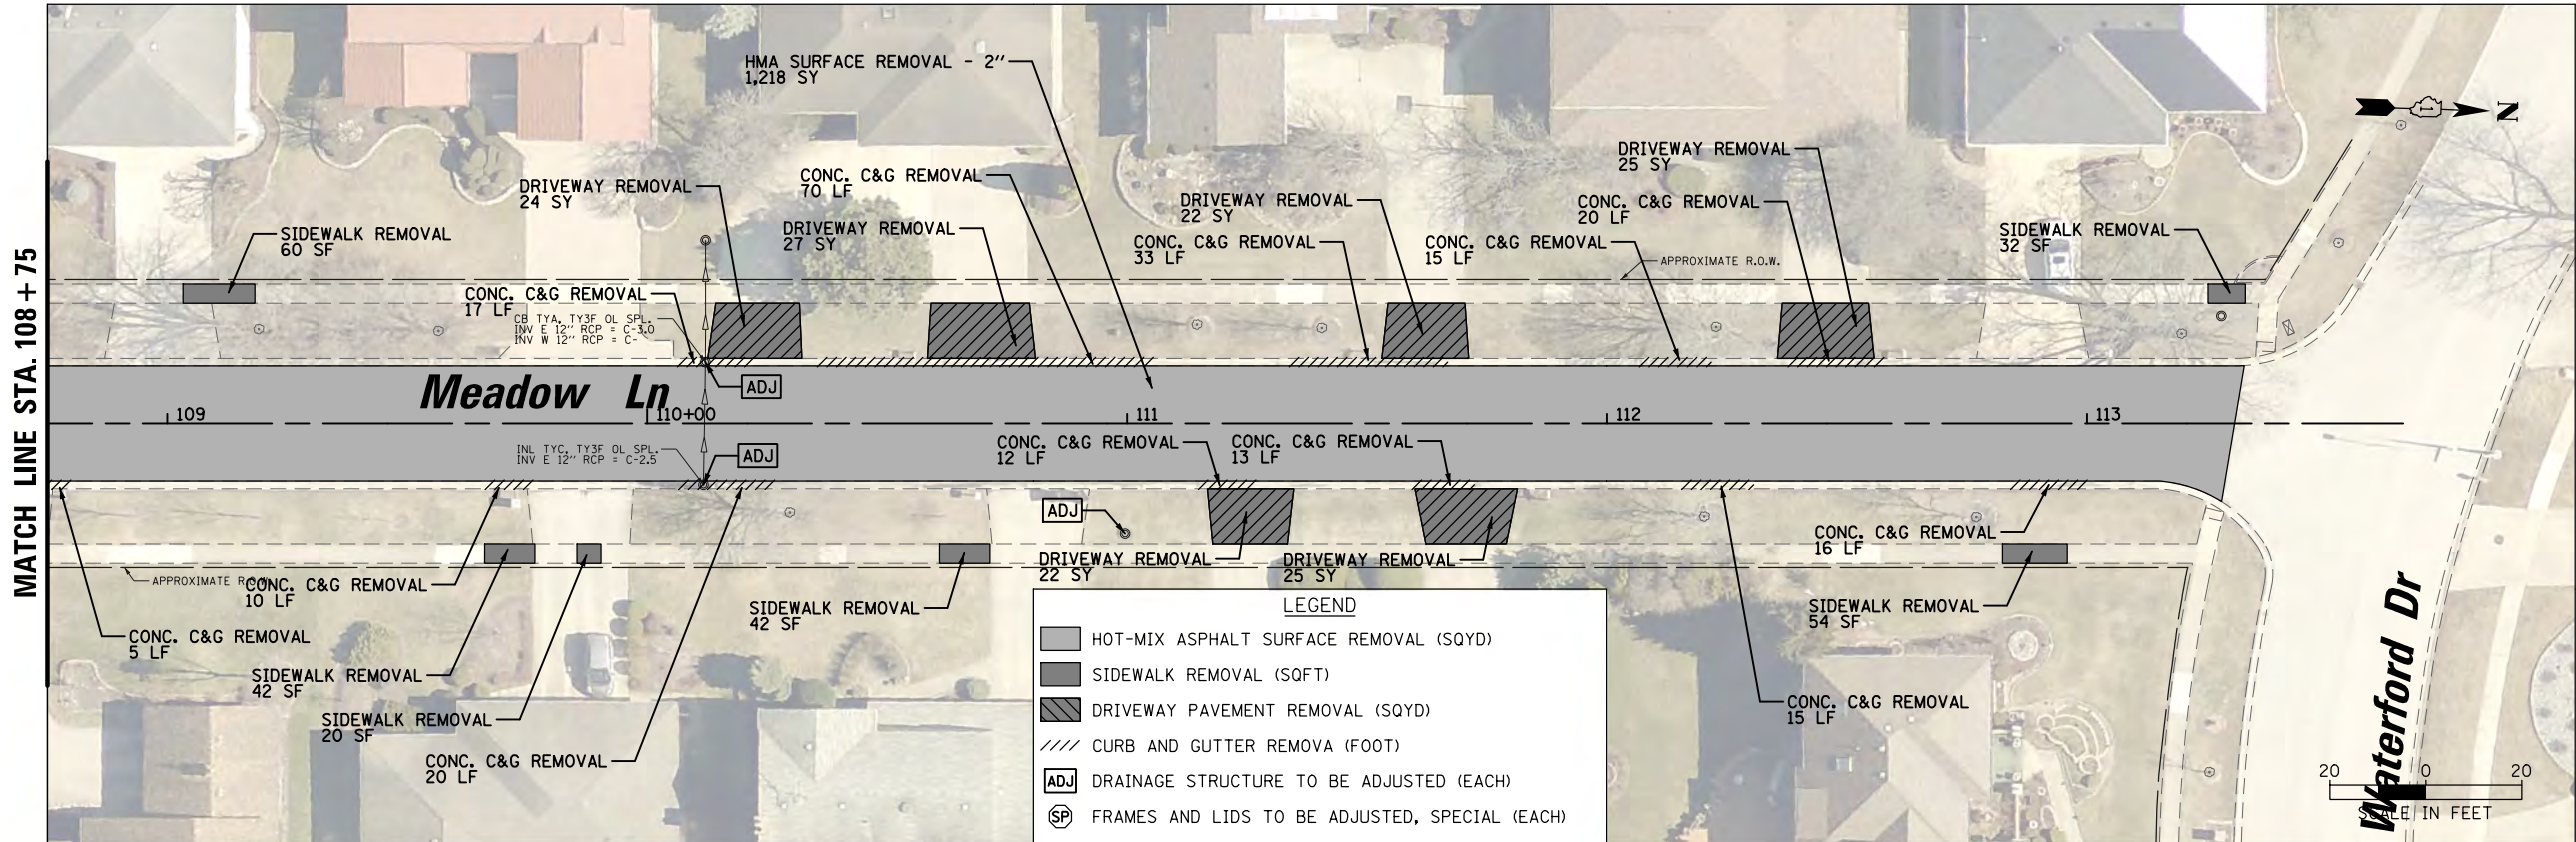 MATCH LINE STA. 108+75
HMA SURFACE REMOVAL - 2"
1,218 SY
DRIVEWAY REMOVAL
24 SY
CONC. C&G REMOVAL
70 LF
DRIVEWAY REMOVAL
27 SY
DRIVEWAY REMOVAL
22 SY
CONC. C&G REMOVAL
33 LF
DRIVEWAY REMOVAL
25 SY
CONC. C&G REMOVAL
20 LF
CONC. C&G REMOVAL
15 LF
SIDEWALK REMOVAL
32 SF
N
SIDEWALK REMOVAL
60 SF
APPROXIMATE R.O.W.
CONC. C&G REMOVAL
17 LF
CB TYA, TY3F OL SPL.
INV E 12" RCP = C-3.0
INV W 12" RCP = C-
ADJ
Meadow Ln
109
110+00
111
112
113
INL TYC, TY3F OL SPL.
INV E 12" RCP = C-2.5
ADJ
CONC. C&G REMOVAL
12 LF
CONC. C&G REMOVAL
13 LF
ADJ
DRIVEWAY REMOVAL
22 SY
DRIVEWAY REMOVAL
25 SY
CONC. C&G REMOVAL
16 LF
APPROXIMATE R.O.W.
CONC. C&G REMOVAL
10 LF
SIDEWALK REMOVAL
42 SF
SIDEWALK REMOVAL
54 SF
CONC. C&G REMOVAL
5 LF
SIDEWALK REMOVAL
42 SF
SIDEWALK REMOVAL
20 SF
CONC. C&G REMOVAL
20 LF
CONC. C&G REMOVAL
15 LF
LEGEND
HOT-MIX ASPHALT SURFACE REMOVAL (SQYD)
SIDEWALK REMOVAL (SQFT)
DRIVEWAY PAVEMENT REMOVAL (SQYD)
CURB AND GUTTER REMOVA (FOOT)
ADJ DRAINAGE STRUCTURE TO BE ADJUSTED (EACH)
SP FRAMES AND LIDS TO BE ADJUSTED, SPECIAL (EACH)
Waterford Dr
20 0 20
SCALE IN FEET